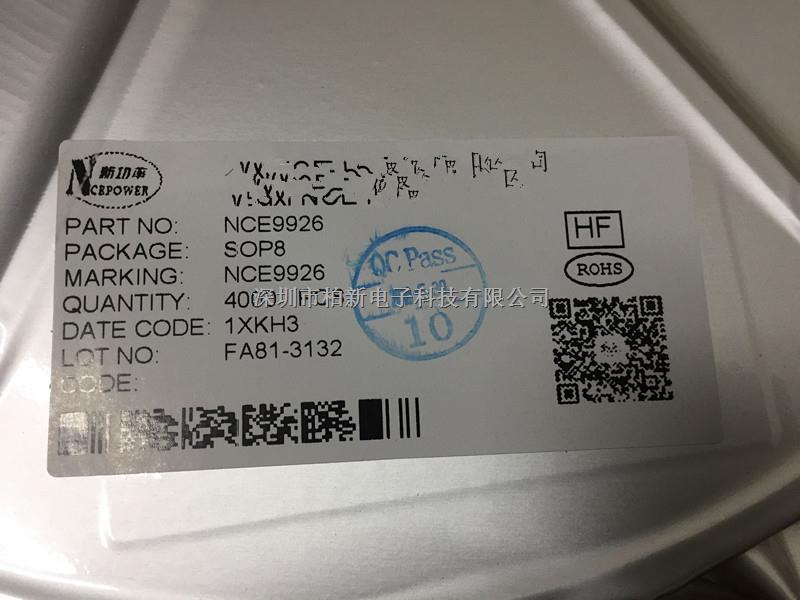 新功率
NCEPOWER
PART NO: NCE9926
PACKAGE: SOP8
MARKING: NCE9926
QUANTITY: 4000
DATE CODE: 1XKH3
LOT NO: FA81-3132
CODE:
HF
ROHS
QC Pass
10
深圳市柏新电子科技有限公司